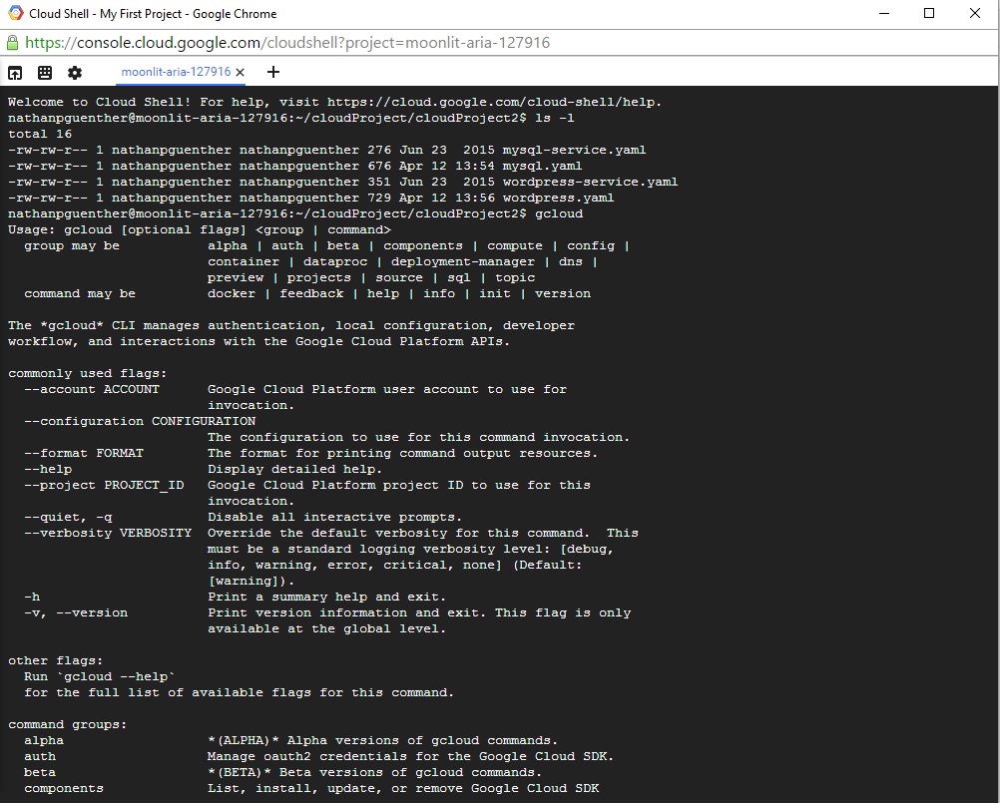 Cloud Shell - My First Project - Google Chrome
https://console.cloud.google.com/cloudshell?project=moonlit-aria-127916
moonlit-aria-127916
Welcome to Cloud Shell! For help, visit https://cloud.google.com/cloud-shell/help.
nathanpguenther@moonlit-aria-127916:~/cloudProject/cloudProject2$ ls -l
total 16
-rw-rw-r-- 1 nathanpguenther nathanpguenther 276 Jun 23  2015 mysql-service.yaml
-rw-rw-r-- 1 nathanpguenther nathanpguenther 676 Apr 12 13:54 mysql.yaml
-rw-rw-r-- 1 nathanpguenther nathanpguenther 351 Jun 23  2015 wordpress-service.yaml
-rw-rw-r-- 1 nathanpguenther nathanpguenther 729 Apr 12 13:56 wordpress.yaml
nathanpguenther@moonlit-aria-127916:~/cloudProject/cloudProject2$ gcloud
Usage: gcloud [optional flags] <group | command>
  group may be           alpha | auth | beta | components | compute | config |
                         container | dataproc | deployment-manager | dns |
                         preview | projects | source | sql | topic
  command may be         docker | feedback | help | info | init | version

The *gcloud* CLI manages authentication, local configuration, developer
workflow, and interactions with the Google Cloud Platform APIs.

commonly used flags:
  --account ACCOUNT      Google Cloud Platform user account to use for
                         invocation.
  --configuration CONFIGURATION
                         The configuration to use for this command invocation.
  --format FORMAT        The format for printing command output resources.
  --help                 Display detailed help.
  --project PROJECT_ID   Google Cloud Platform project ID to use for this
                         invocation.
  --quiet, -q            Disable all interactive prompts.
  --verbosity VERBOSITY  Override the default verbosity for this command.  This
                         must be a standard logging verbosity level: [debug,
                         info, warning, error, critical, none] (Default:
                         [warning]).
  -h                     Print a summary help and exit.
  -v, --version          Print version information and exit. This flag is only
                         available at the global level.

other flags:
  Run `gcloud --help`
  for the full list of available flags for this command.

command groups:
  alpha                  *(ALPHA)* Alpha versions of gcloud commands.
  auth                   Manage oauth2 credentials for the Google Cloud SDK.
  beta                   *(BETA)* Beta versions of gcloud commands.
  components             List, install, update, or remove Google Cloud SDK